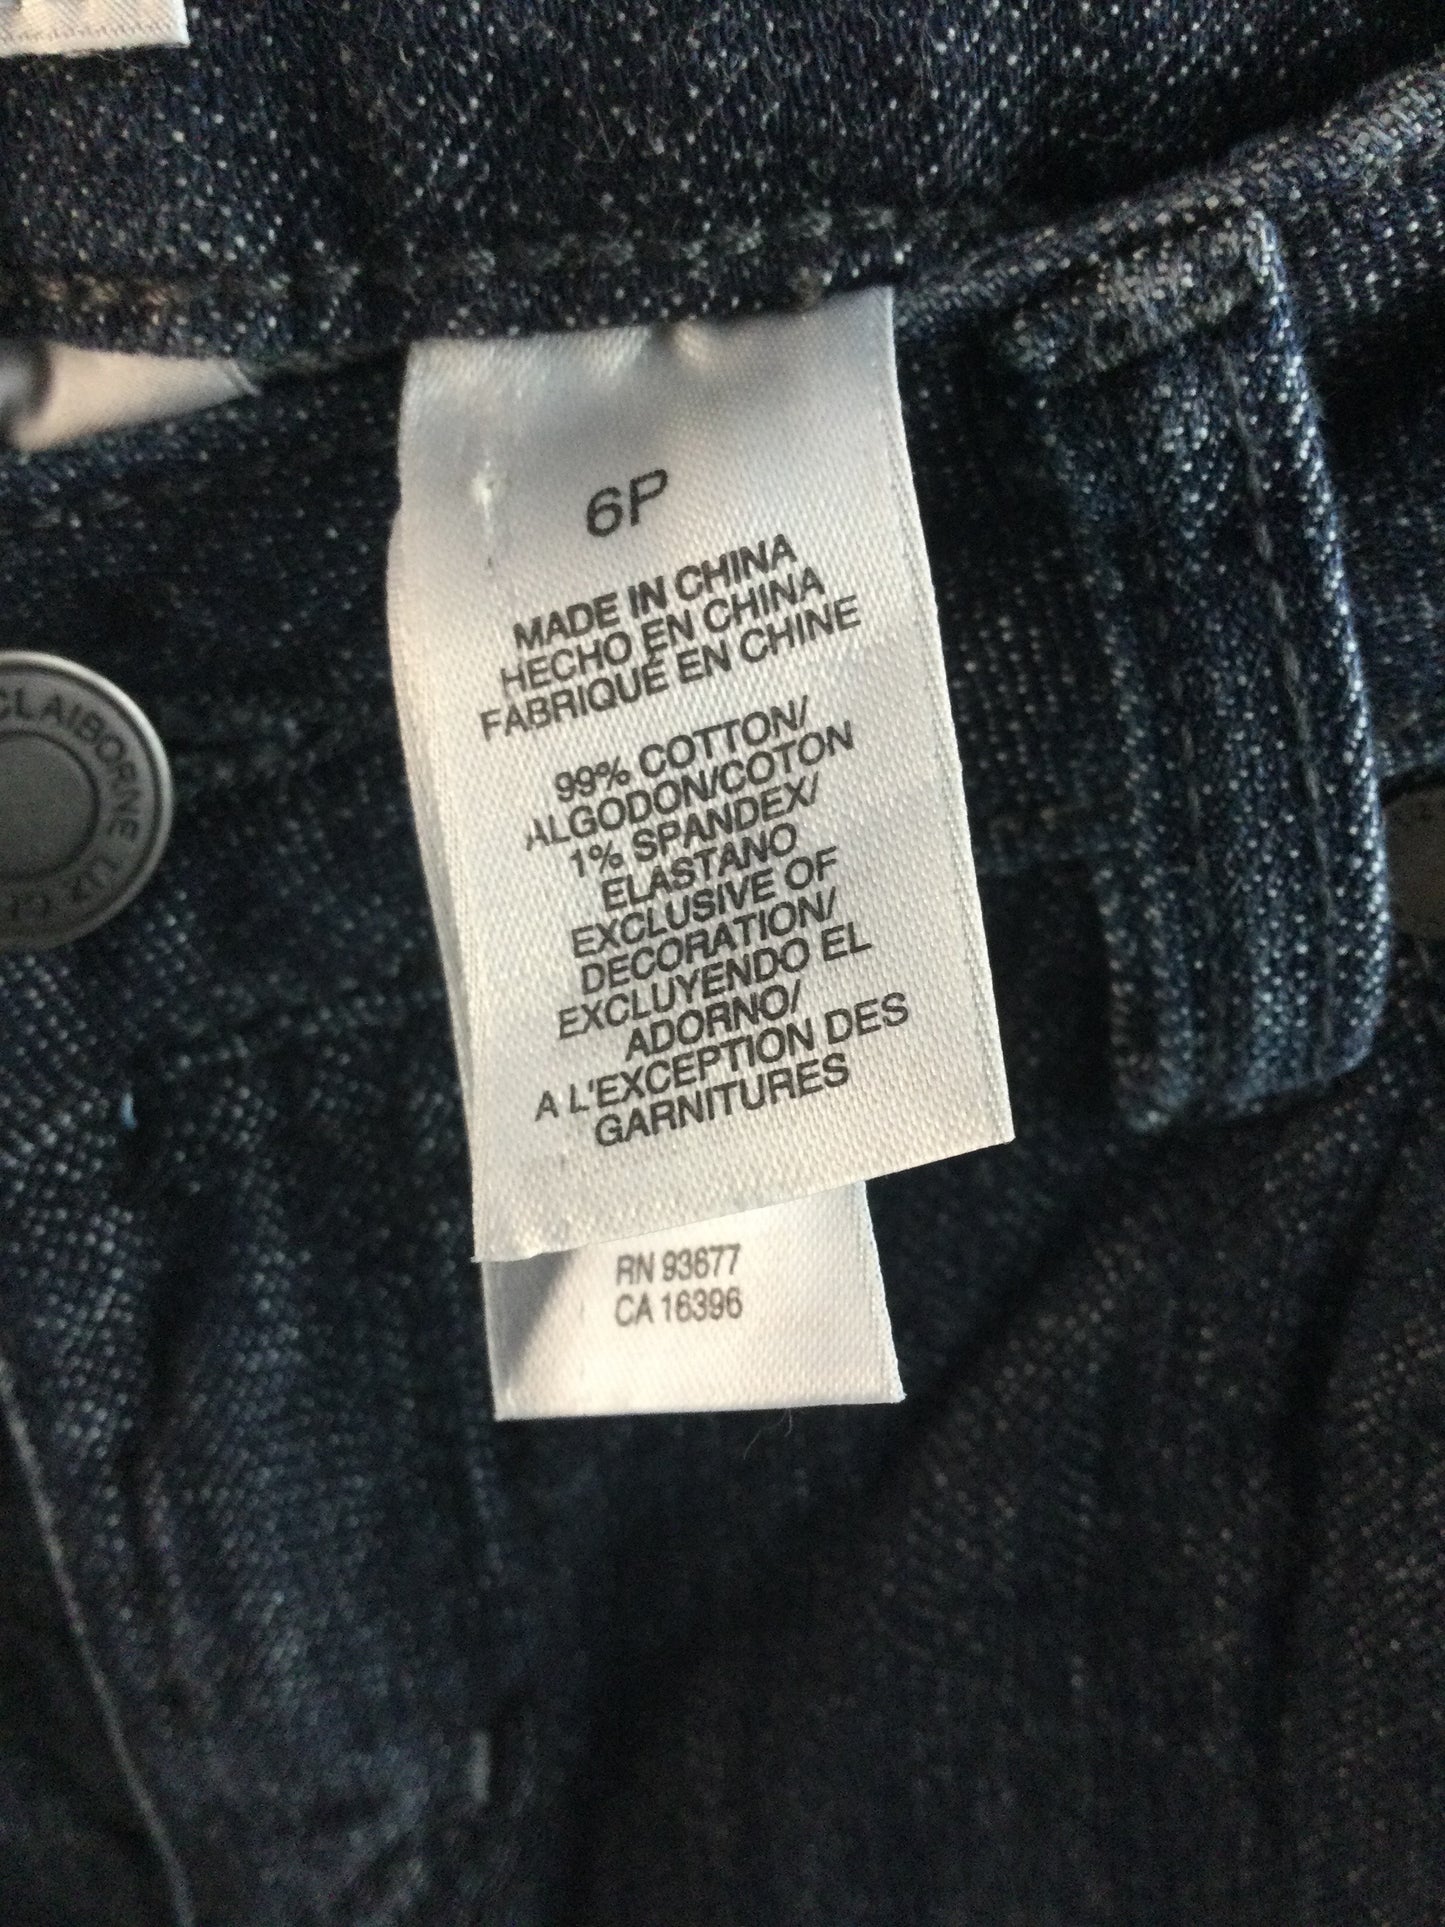 6P
MADE IN CHINA
HECHO EN CHINA
FABRIQUÉ EN CHINE
99% COTTON/
ALGODON/COTON
1% SPANDEX/
ELASTANO
EXCLUSIVE OF
DECORATION/
EXCLUYENDO EL
ADORNO/
A L'EXCEPTION DES
GARNITURES
RN 93677
CA 16396
CLAIBORNE